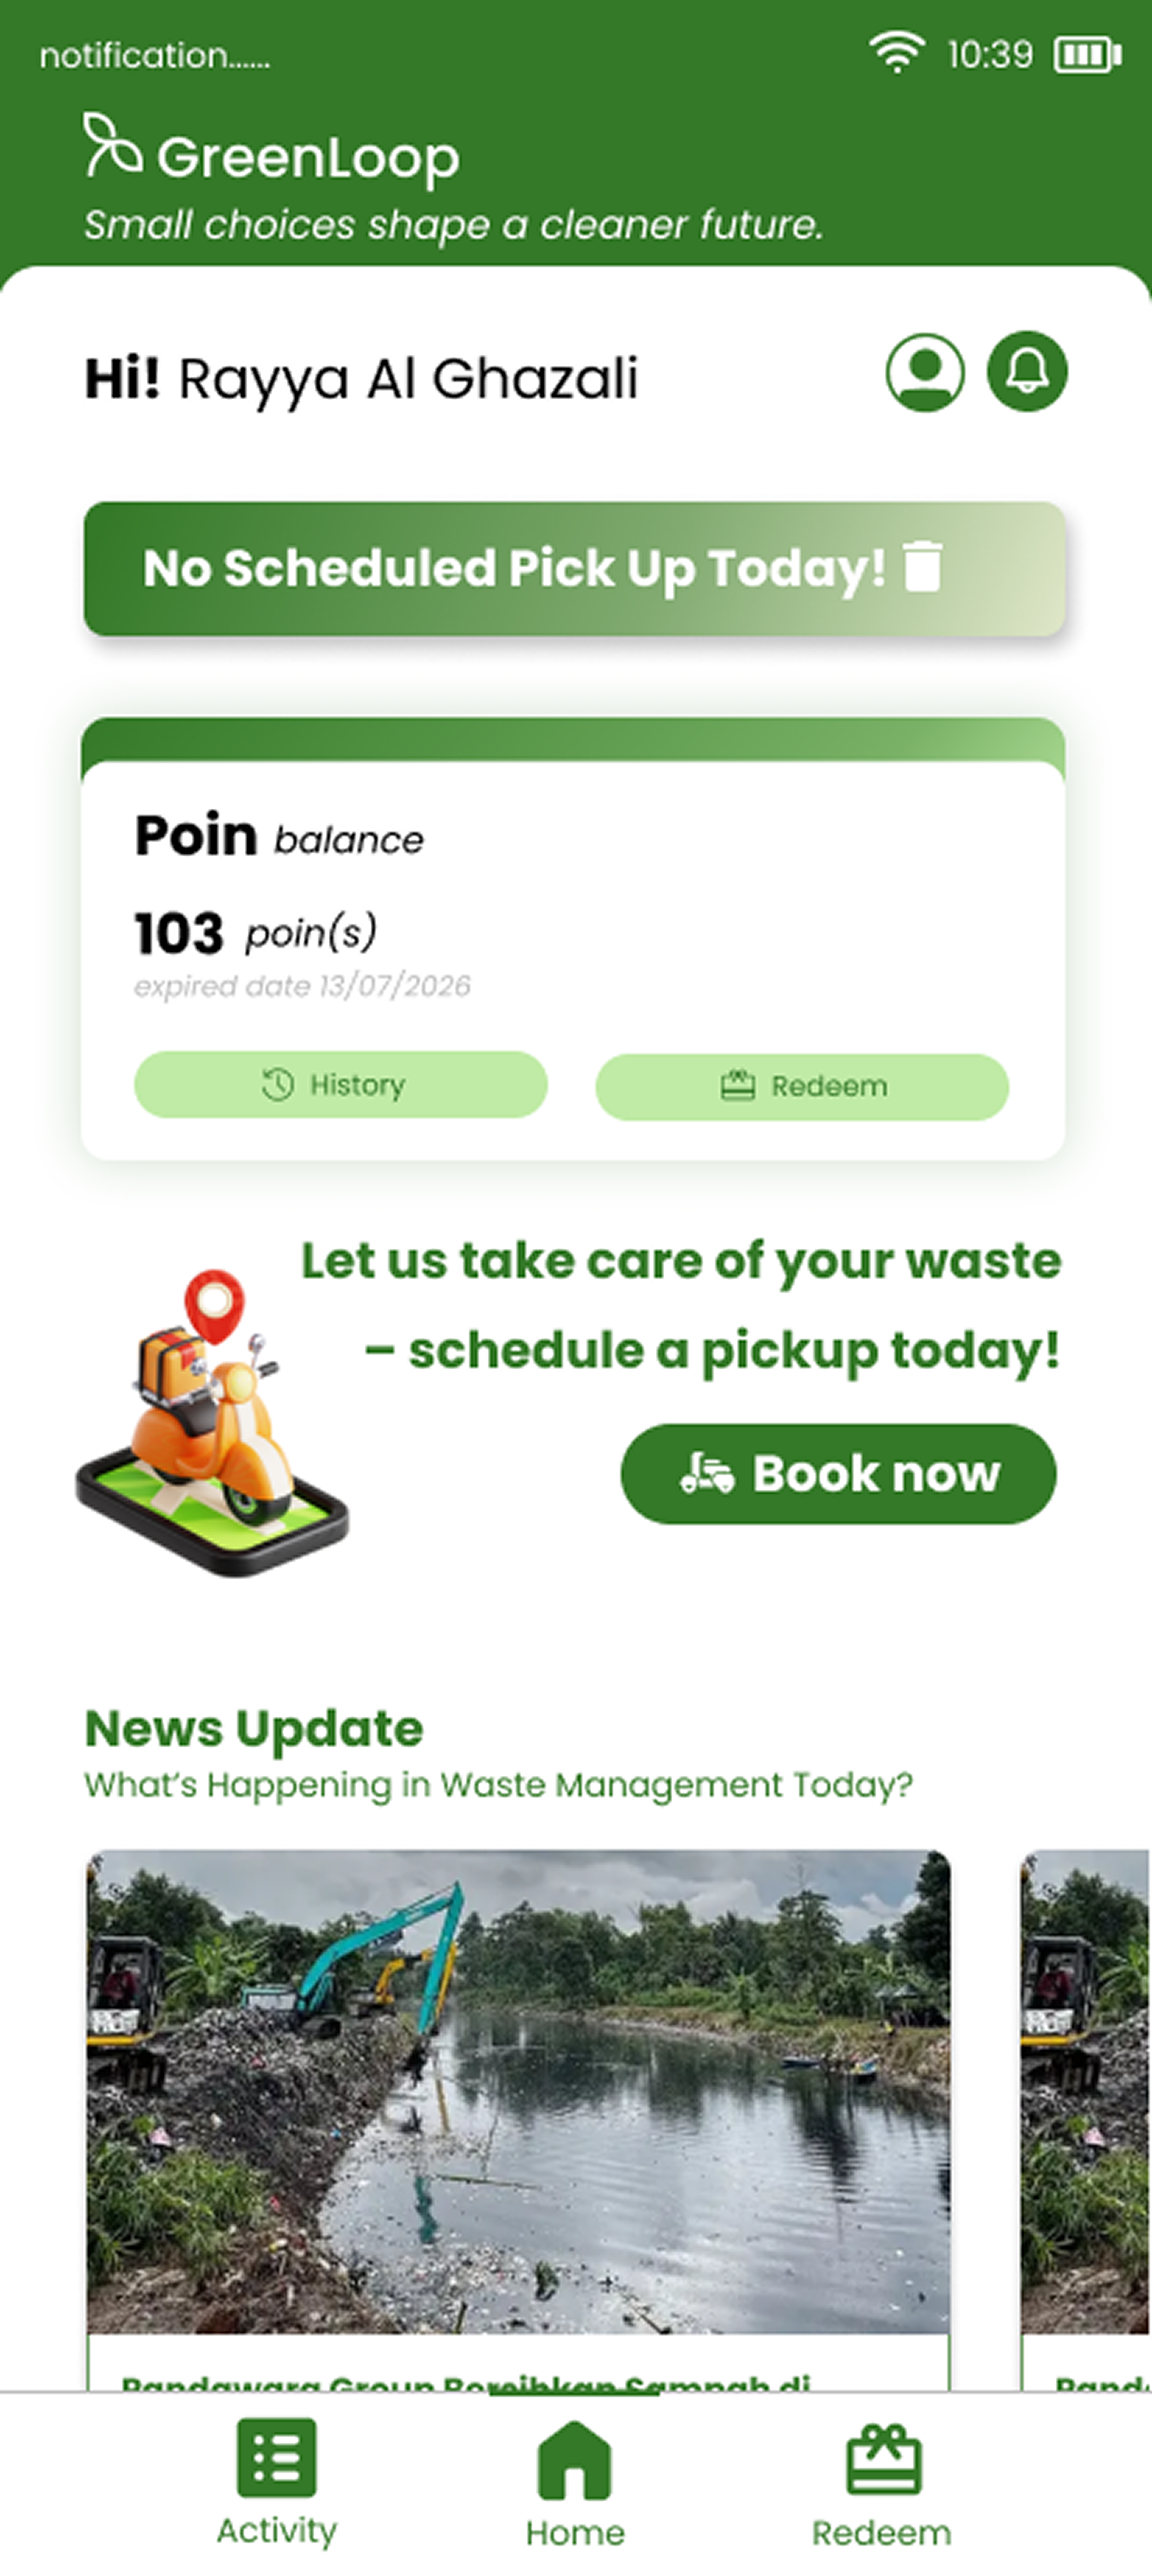 notification......
10:39
GreenLoop
Small choices shape a cleaner future.
Hi! Rayya Al Ghazali
No Scheduled Pick Up Today!
Poin balance
103 poin(s)
expired date 13/07/2026
History
Redeem
Let us take care of your waste
– schedule a pickup today!
Book now
News Update
What's Happening in Waste Management Today?
Pandawara Group Bersihkan Sampah di
Activity
Home
Redeem